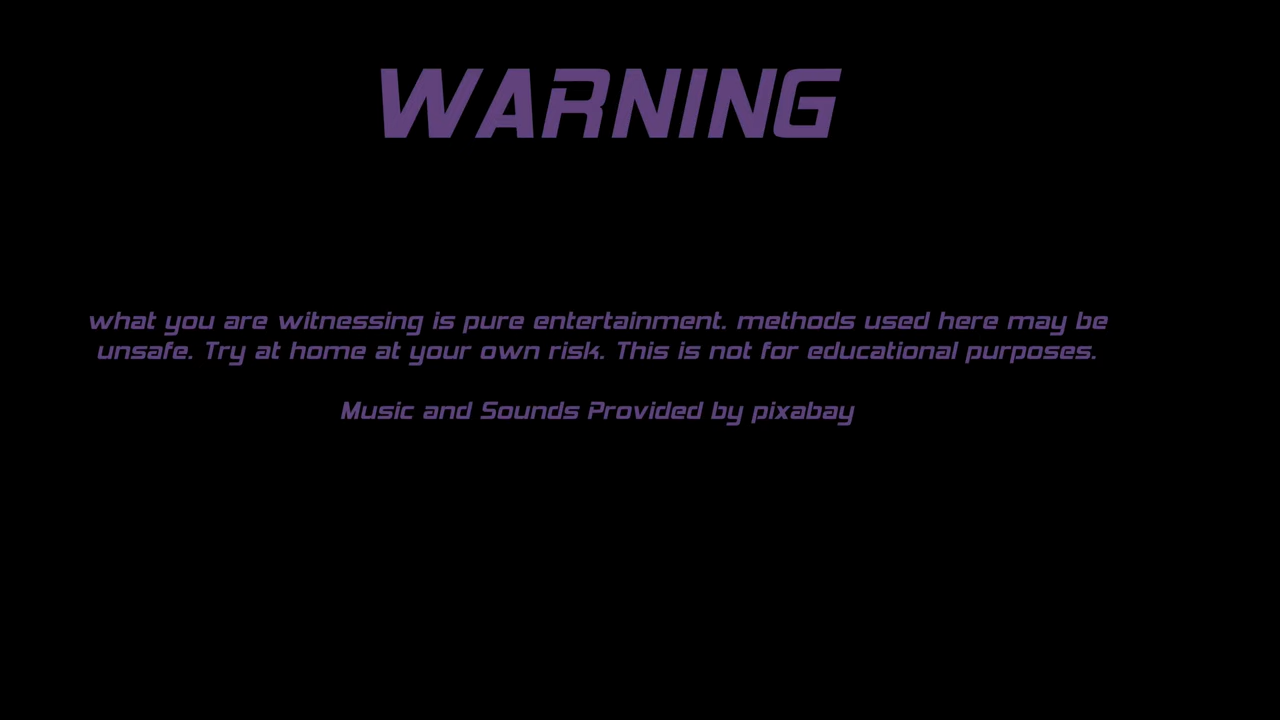 WARNING
what you are witnessing is pure entertainment. methods used here may be
unsafe. Try at home at your own risk. This is not for educational purposes.
Music and Sounds Provided by pixabay